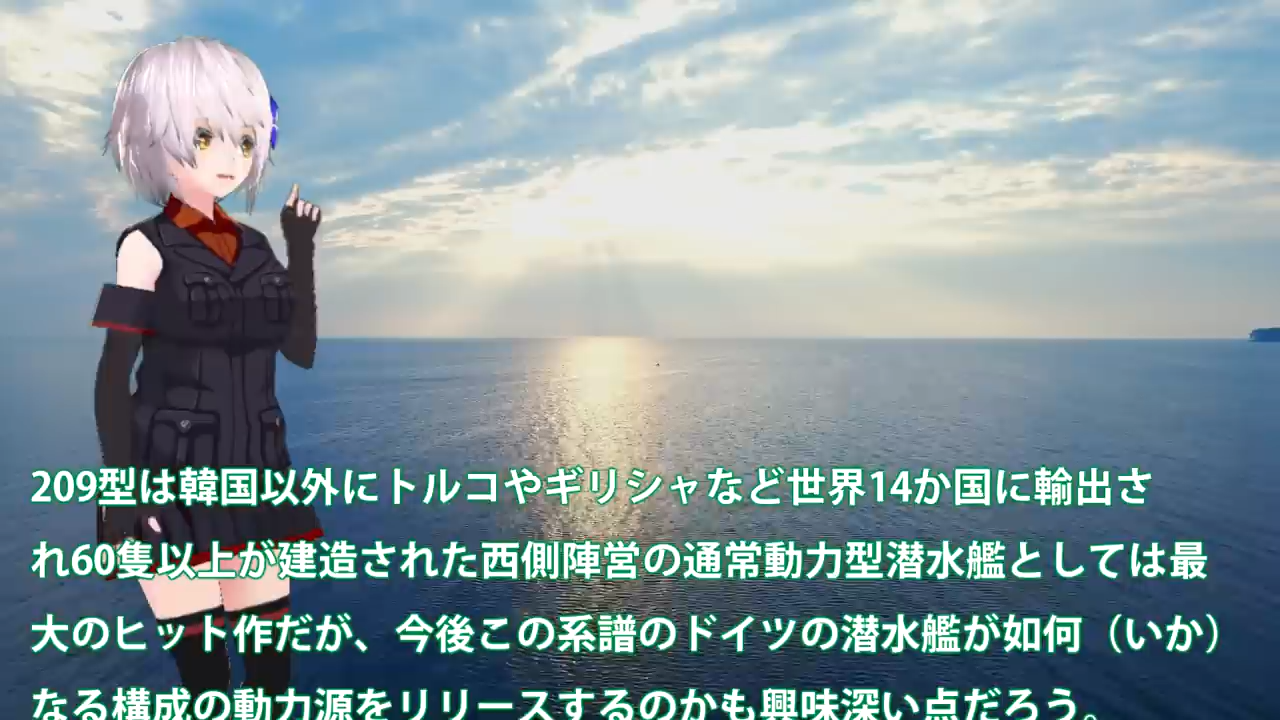 209型は韓国以外にトルコやギリシャなど世界14か国に輸出さ
れ60隻以上が建造された西側陣営の通常動力型潜水艦としては最
大のヒット作だが、今後この系譜のドイツの潜水艦が如何（いか）
なる構成の動力源をリリースするのかも興味深い点だろう。